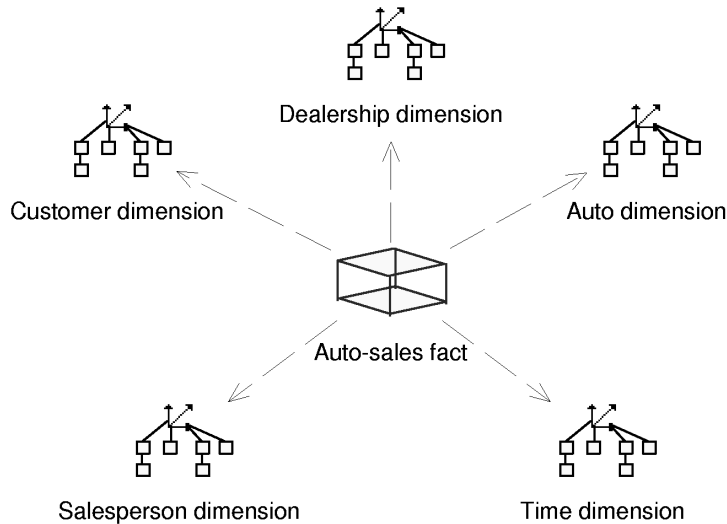 Dealership dimension
Customer dimension
Auto dimension
Auto-sales fact
Salesperson dimension
Time dimension